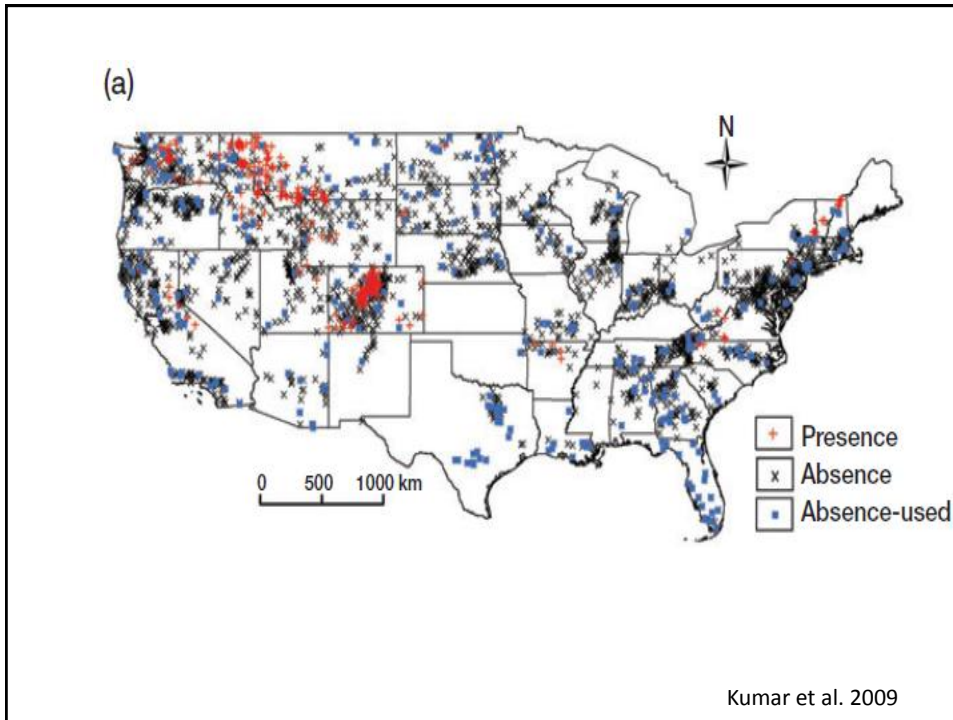 (a)
N
0 500 1000 km
+ Presence
x Absence
Absence-used
Kumar et al. 2009